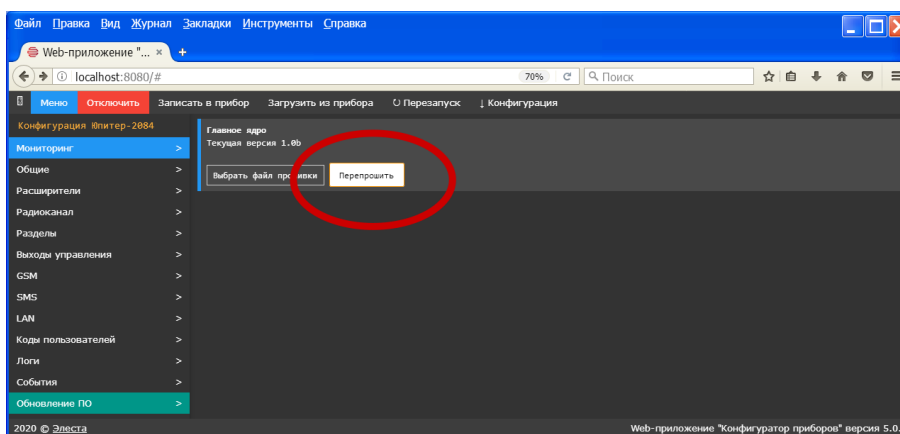 Файл Правка Вид Журнал Закладки Инструменты Справка
Web-приложение "... × +
localhost:8080/# 70% Поиск
Меню Отключить Записать в прибор Загрузить из прибора Перезапуск Конфигурация
Конфигурация Юпитер-2084
Мониторинг >
Общие >
Расширители >
Радиоканал >
Разделы >
Выходы управления >
GSM >
SMS >
LAN >
Коды пользователей >
Логи >
События >
Обновление ПО >
Главное ядро
Текущая версия 1.0b
Выбрать файл прошивки Перепрошить
2020 © Элеста Web-приложение "Конфигуратор приборов" версия 5.0.